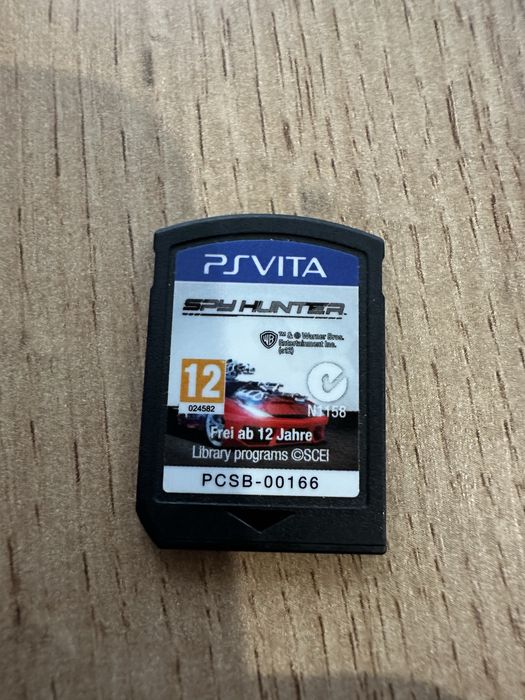 PSVITA
SPY HUNTER
™ & © Warner Bros.
Entertainment Inc.
(s12)
12
024582
N1158
Frei ab 12 Jahre
Library programs ©SCEI
PCSB-00166